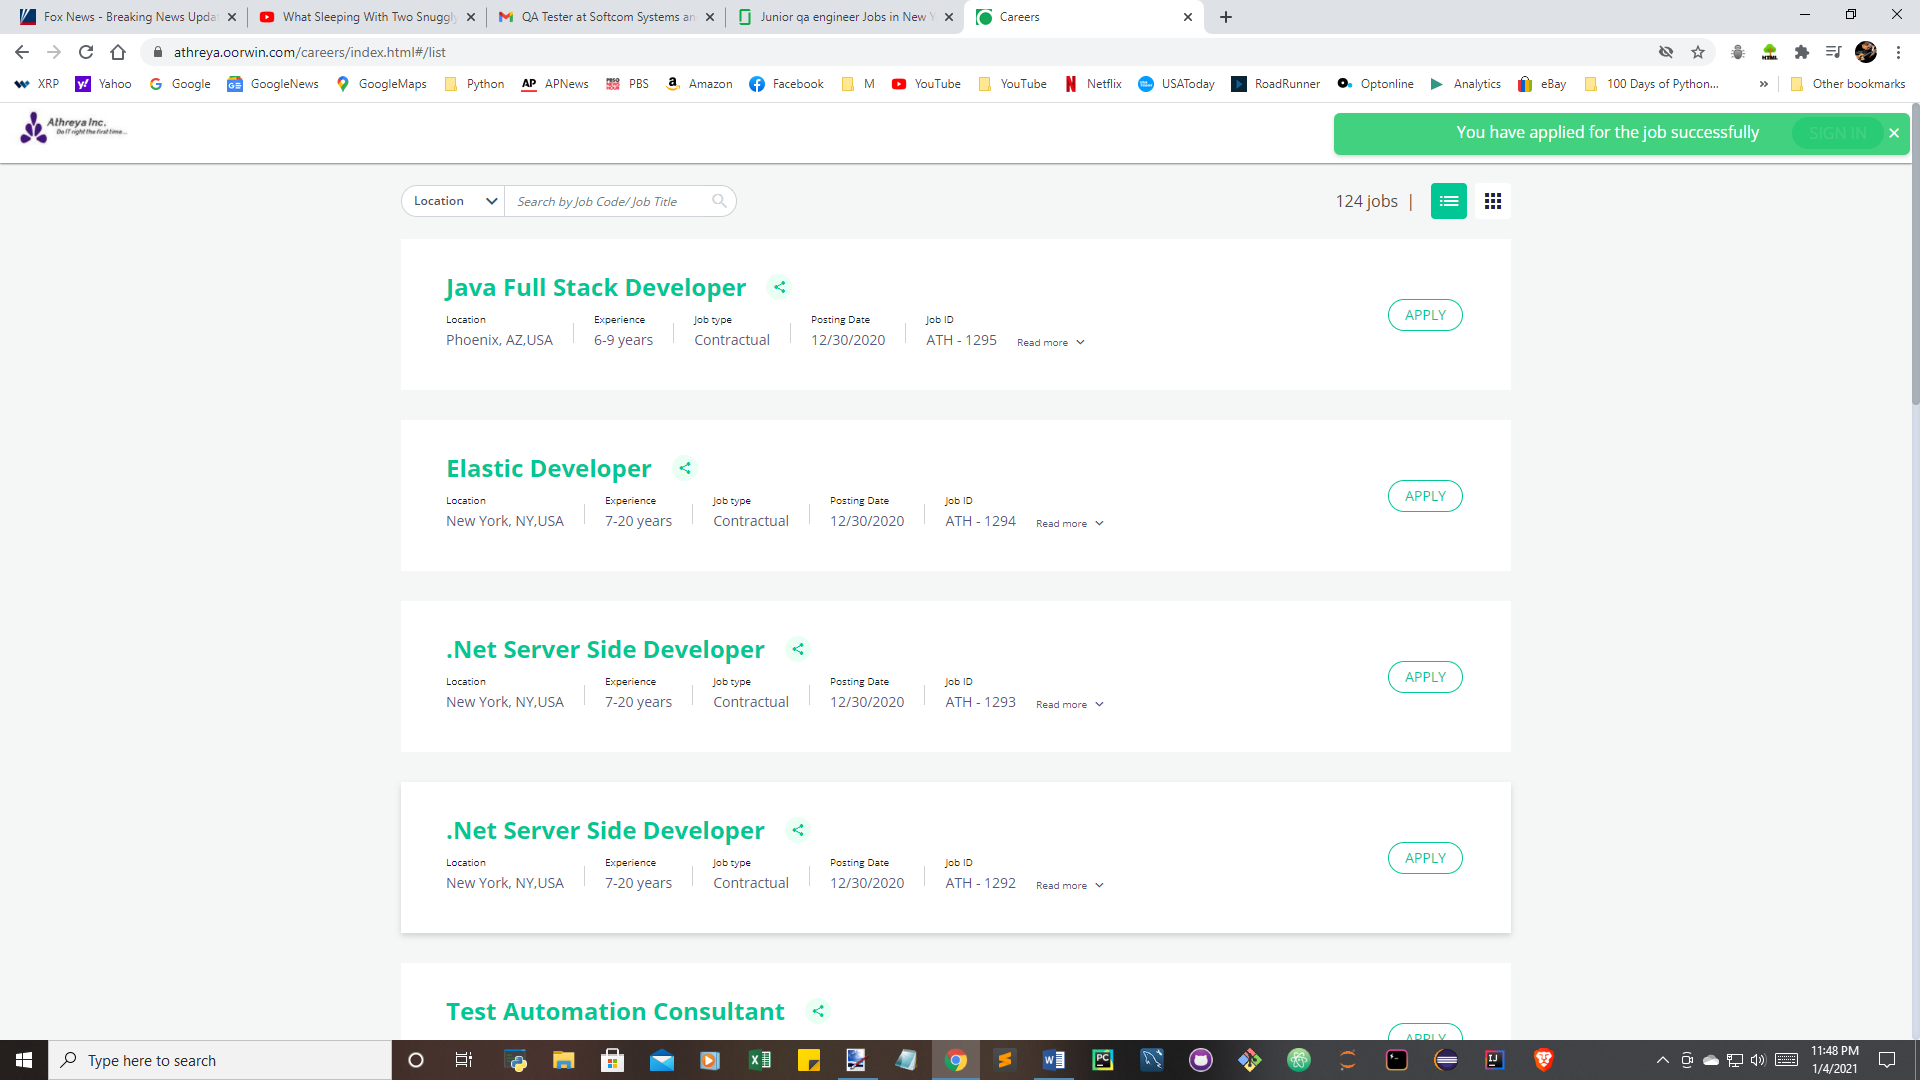 Fox News - Breaking News Upda
What Sleeping With Two Snuggly
QA Tester at Softcom Systems an
Junior qa engineer Jobs in New Y
Careers
athreya.oorwin.com/careers/index.html#/list
XRP
Yahoo
Google
GoogleNews
GoogleMaps
Python
AP APNews
PBS
Amazon
Facebook
M
YouTube
YouTube
Netflix
USAToday
RoadRunner
Optonline
Analytics
eBay
100 Days of Python...
»
Other bookmarks
Athreya Inc.
Do IT right the first time...
You have applied for the job successfully
SIGN IN
Location
Search by Job Code/ Job Title
124 jobs |
Java Full Stack Developer
Location Experience Job type Posting Date Job ID
Phoenix, AZ,USA 6-9 years Contractual 12/30/2020 ATH - 1295 Read more
APPLY
Elastic Developer
Location Experience Job type Posting Date Job ID
New York, NY,USA 7-20 years Contractual 12/30/2020 ATH - 1294 Read more
APPLY
.Net Server Side Developer
Location Experience Job type Posting Date Job ID
New York, NY,USA 7-20 years Contractual 12/30/2020 ATH - 1293 Read more
APPLY
.Net Server Side Developer
Location Experience Job type Posting Date Job ID
New York, NY,USA 7-20 years Contractual 12/30/2020 ATH - 1292 Read more
APPLY
Test Automation Consultant
APPLY
Type here to search
11:48 PM
1/4/2021